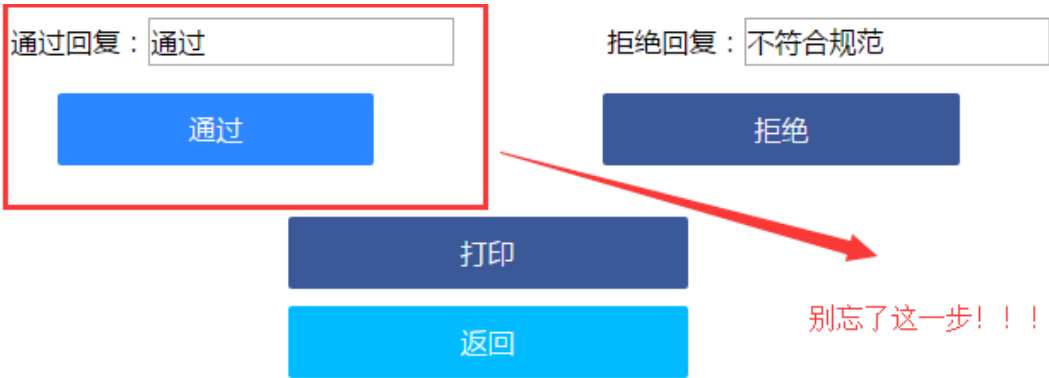 通过回复：通过
拒绝回复：不符合规范
通过
拒绝
打印
别忘了这一步！！！
返回